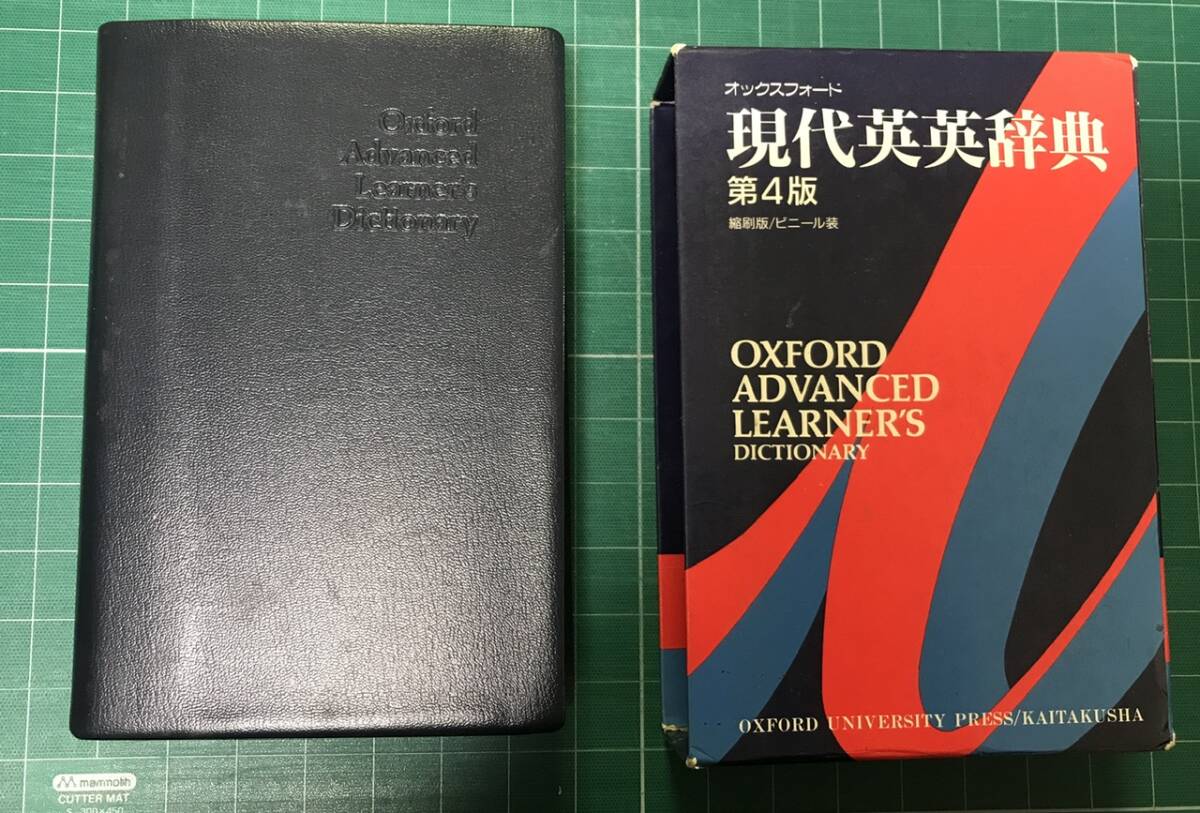 Oxford
Advanced
Learner's
Dictionary
オックスフォード
現代英英辞典
第4版
縮刷版/ビニール装
OXFORD
ADVANCED
LEARNER'S
DICTIONARY
OXFORD UNIVERSITY PRESS/KAITAKUSHA
mammoth
CUTTER MAT
S 300×450